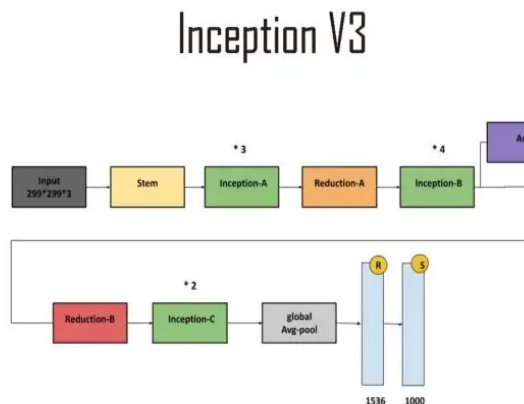 Inception V3
* 3
* 4
Input
299*299*3
Stem
Inception-A
Reduction-A
Inception-B
* 2
Reduction-B
Inception-C
global
Avg-pool
R
S
1536
1000